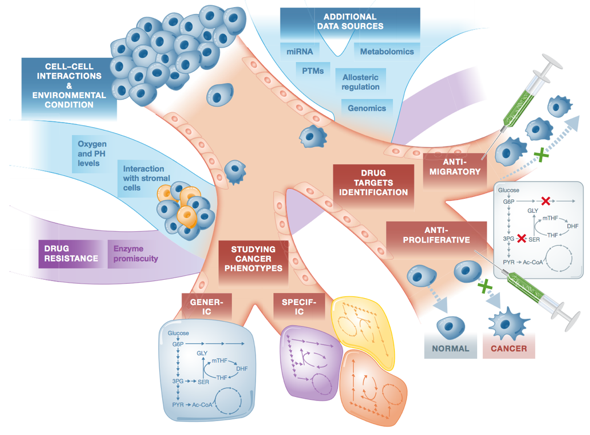 ADDITIONAL
DATA SOURCES
miRNA
Metabolomics
PTMs
Allosteric
regulation
Genomics
CELL–CELL
INTERACTIONS
&
ENVIRONMENTAL
CONDITION
Oxygen
and PH
levels
Interaction
with stromal
cells
DRUG
RESISTANCE
Enzyme
promiscuity
DRUG
TARGETS
IDENTIFICATION
ANTI-
MIGRATORY
ANTI-
PROLIFERATIVE
Glucose
G6P
GLY
mTHF
DHF
THF
3PG
SER
PYR
Ac-CoA
NORMAL
CANCER
STUDYING
CANCER
PHENOTYPES
GENER-
IC
SPECIF-
IC
Glucose
G6P
GLY
mTHF
DHF
THF
3PG
SER
PYR
Ac-CoA